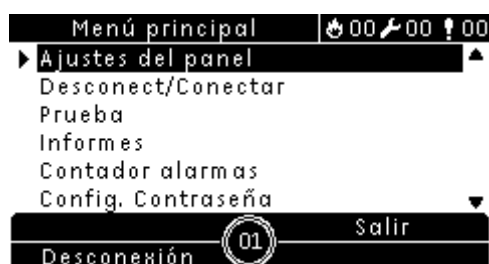 Menú principal 00 00 00
Ajustes del panel
Desconect/Conectar
Prueba
Informes
Contador alarmas
Config. Contraseña
Salir
01
Desconexión